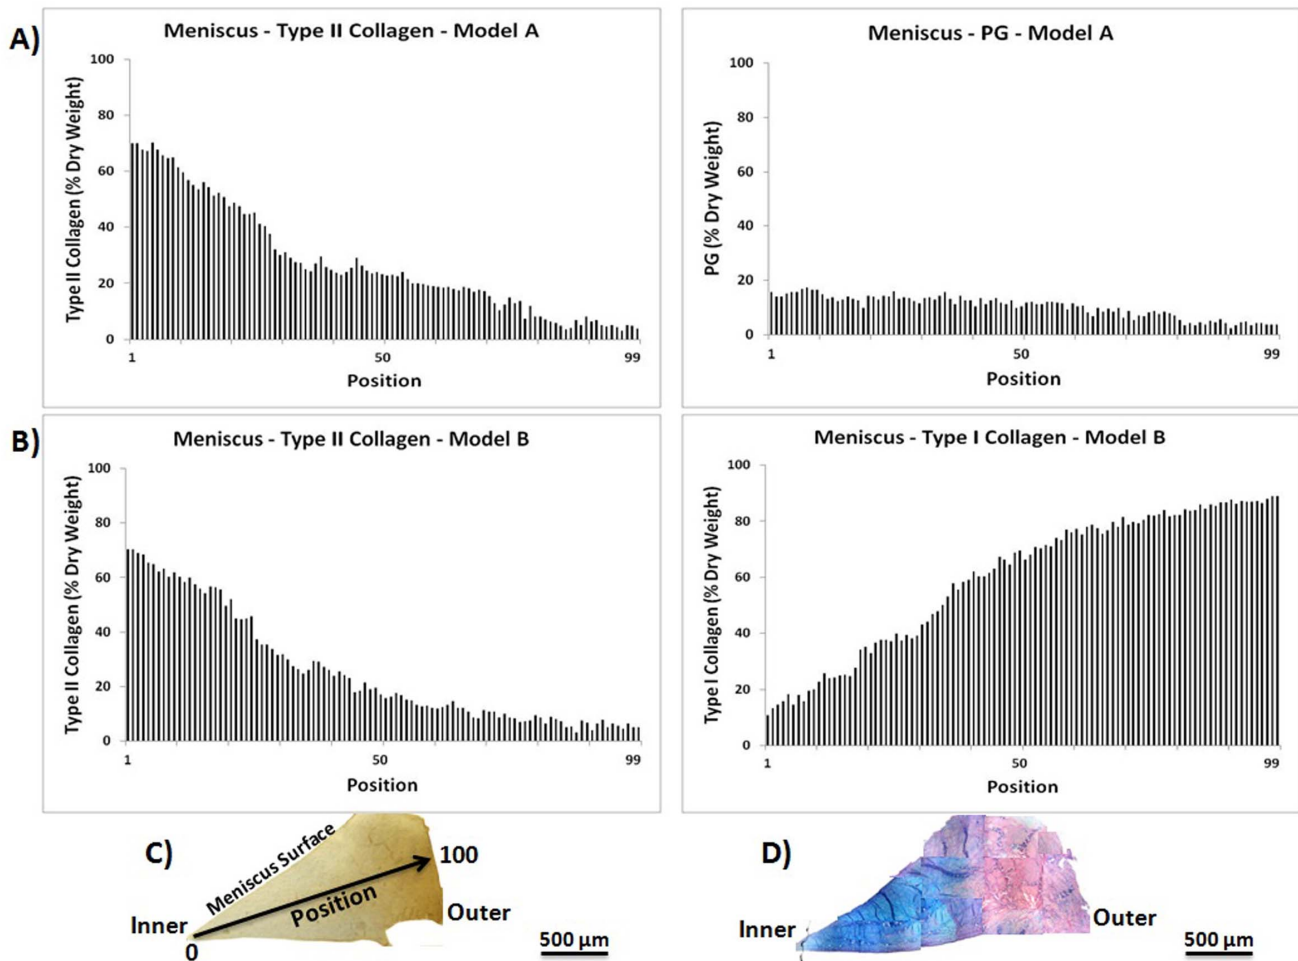 A)
Meniscus - Type II Collagen - Model A
Type II Collagen (% Dry Weight)
100
80
60
40
20
0
1
50
99
Position
Meniscus - PG - Model A
PG (% Dry Weight)
100
80
60
40
20
0
1
50
99
Position
B)
Meniscus - Type II Collagen - Model B
Type II Collagen (% Dry Weight)
100
80
60
40
20
0
1
50
99
Position
Meniscus - Type I Collagen - Model B
Type I Collagen (% Dry Weight)
100
80
60
40
20
0
1
50
99
Position
C)
Meniscus Surface
100
Position
Inner
Outer
0
500 µm
D)
Inner
Outer
500 µm